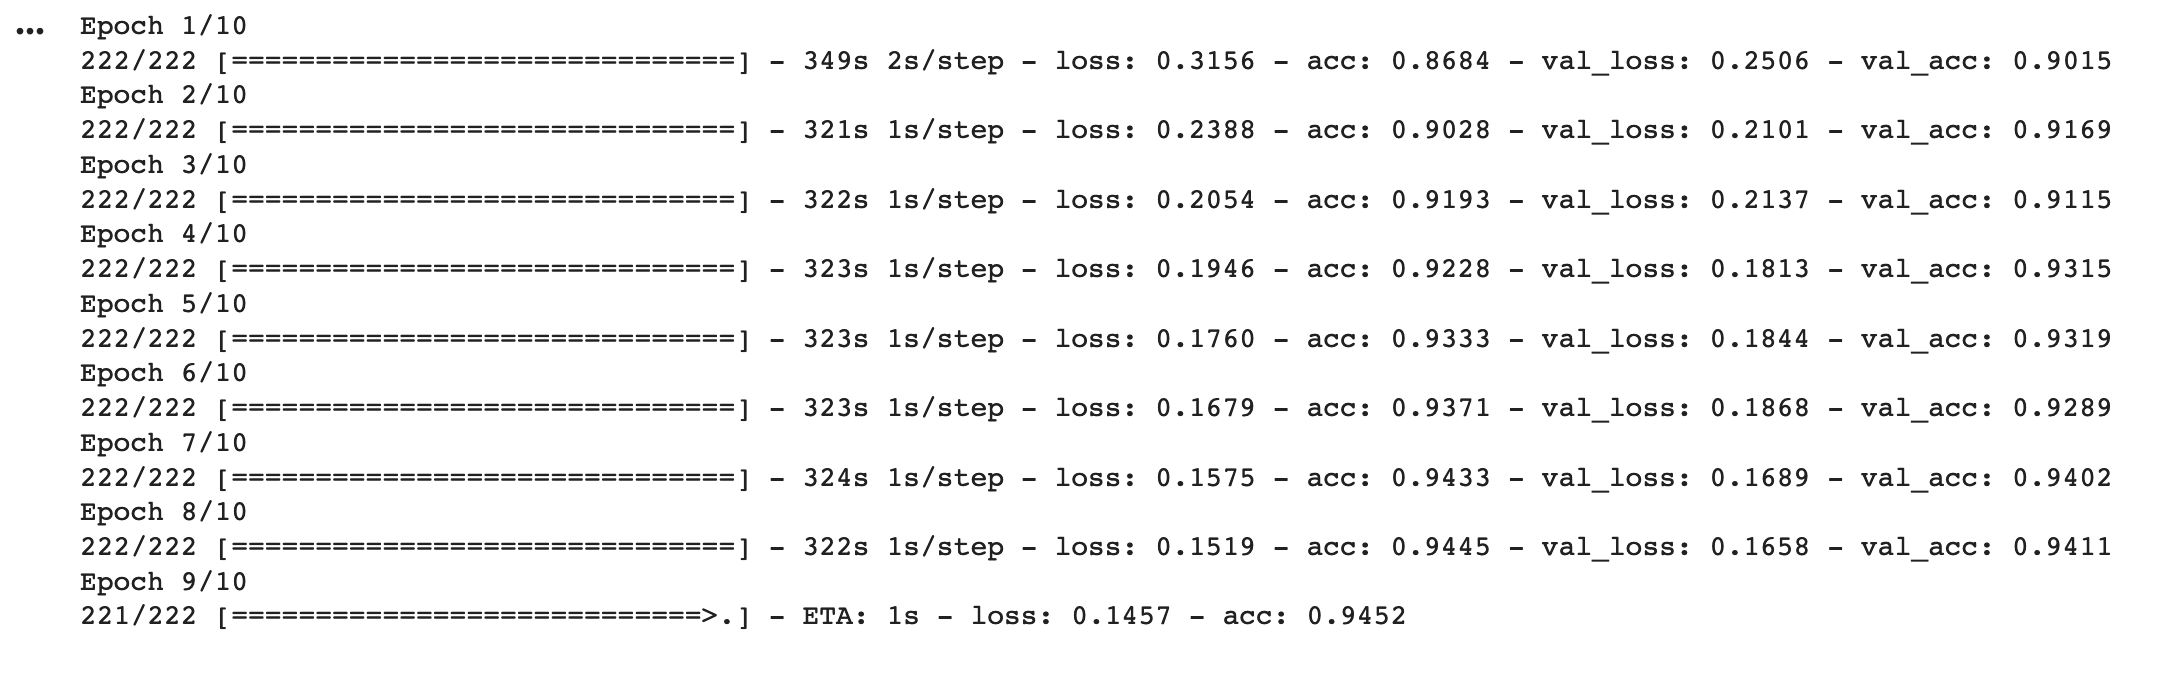 ... Epoch 1/10
222/222 [==============================] - 349s 2s/step - loss: 0.3156 - acc: 0.8684 - val_loss: 0.2506 - val_acc: 0.9015
Epoch 2/10
222/222 [==============================] - 321s 1s/step - loss: 0.2388 - acc: 0.9028 - val_loss: 0.2101 - val_acc: 0.9169
Epoch 3/10
222/222 [==============================] - 322s 1s/step - loss: 0.2054 - acc: 0.9193 - val_loss: 0.2137 - val_acc: 0.9115
Epoch 4/10
222/222 [==============================] - 323s 1s/step - loss: 0.1946 - acc: 0.9228 - val_loss: 0.1813 - val_acc: 0.9315
Epoch 5/10
222/222 [==============================] - 323s 1s/step - loss: 0.1760 - acc: 0.9333 - val_loss: 0.1844 - val_acc: 0.9319
Epoch 6/10
222/222 [==============================] - 323s 1s/step - loss: 0.1679 - acc: 0.9371 - val_loss: 0.1868 - val_acc: 0.9289
Epoch 7/10
222/222 [==============================] - 324s 1s/step - loss: 0.1575 - acc: 0.9433 - val_loss: 0.1689 - val_acc: 0.9402
Epoch 8/10
222/222 [==============================] - 322s 1s/step - loss: 0.1519 - acc: 0.9445 - val_loss: 0.1658 - val_acc: 0.9411
Epoch 9/10
221/222 [============================>.] - ETA: 1s - loss: 0.1457 - acc: 0.9452